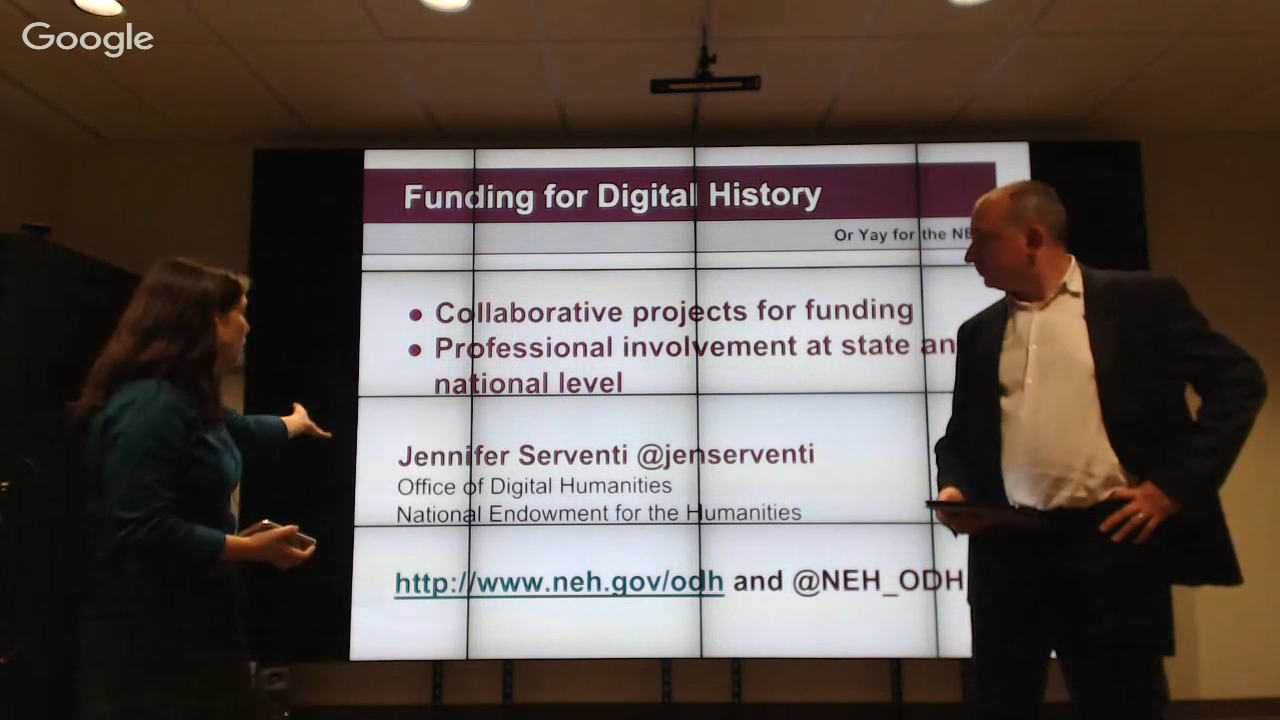 Google
Funding for Digital History
Or Yay for the
● Collaborative projects for funding
● Professional involvement at state
national level
Jennifer Serventi @jenserventi
Office of Digital Humanities
National Endowment for the Humanities
http://www.neh.gov/odh and @NEH_ODH